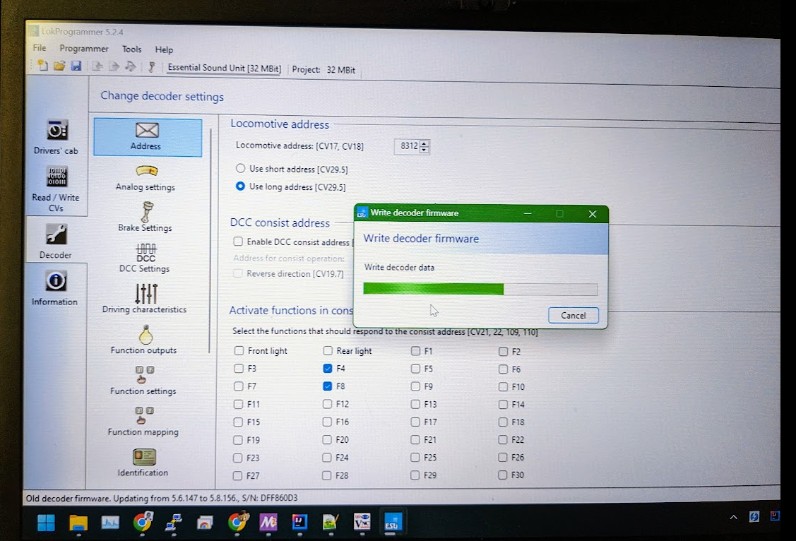 LokProgrammer 5.2.4
File Programmer Tools Help
Essential Sound Unit [32 MBit] Project: 32 MBit
Change decoder settings
Drivers' cab
Read / Write
CVs
Decoder
Information
Address
Analog settings
Brake Settings
DCC
DCC Settings
Driving characteristics
Function outputs
Function settings
Function mapping
Identification
Locomotive address
Locomotive address: [CV17, CV18] 8312
Use short address [CV29.5]
Use long address [CV29.5]
DCC consist address
Enable DCC consist address [
Address for consist operation:
Reverse direction [CV19.7]
Activate functions in cons
Select the functions that should respond to the consist address [CV21, 22, 109, 110]
Front light Rear light F1 F2
F3 F4 F5 F6
F7 F8 F9 F10
F11 F12 F13 F14
F15 F16 F17 F18
F19 F20 F21 F22
F23 F24 F25 F26
F27 F28 F29 F30
Write decoder firmware
Write decoder firmware
Write decoder data
Cancel
Old decoder firmware. Updating from 5.6.147 to 5.8.156., S/N: DFF860D3
ESU